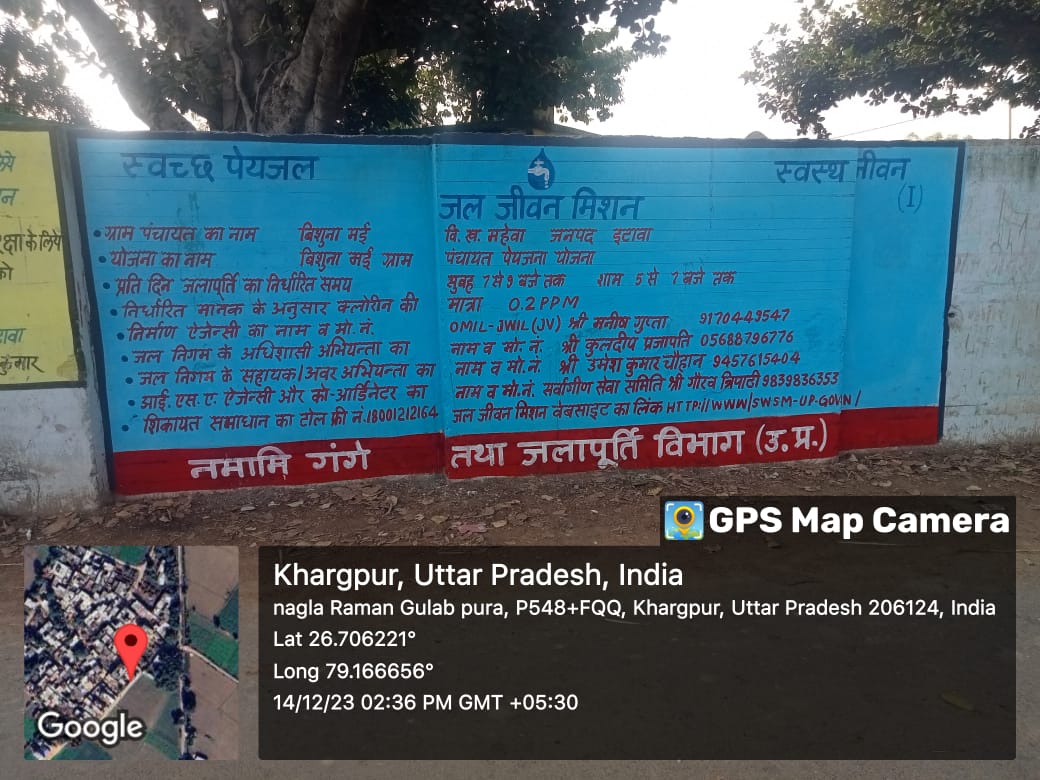 स्वच्छ पेयजल
स्वस्थ जीवन
(I)
जल जीवन मिशन
• ग्राम पंचायत का नाम बिशुना मई वि.ख. महेवा जनपद इटावा
• योजना का नाम बिशुना मई ग्राम पंचायत पेयजना योजना
• प्रति दिन जलापूर्ति का निर्धारित समय सुबह 7 से 9 बजे तक शाम 5 से 7 बजे तक
• निर्धारित मानक के अनुसार क्लोरीन की मात्रा 0.2 PPM
• निर्माण ऐजेन्सी का नाम व मो.नं. OMIL-JWIL(JV) श्री मनीष गुप्ता 9170449547
• जल निगम के अधिशासी अभियन्ता का नाम व मो.नं. श्री कुलदीप प्रजापति 05688796776
• जल निगम के सहायक/अवर अभियन्ता का नाम व मो.नं. श्री उमेश कुमार चौहान 9457615404
• आई.एस.ए. ऐजेन्सी और को-आर्डिनेटर का नाम व मो.नं. सर्वागीण सेवा समिति श्री गौरव त्रिपाठी 9839836353
• शिकायत समाधान का टोल फ्री नं.18001212164 जल जीवन मिशन वेबसाइट का लिंक HTTP//WWW/SWSM-UP-GOVN/
नमामि गंगे तथा जलापूर्ति विभाग (उ.प्र.)
क्षा के लिये
को
कुमार
GPS Map Camera
Khargpur, Uttar Pradesh, India
nagla Raman Gulab pura, P548+FQQ, Khargpur, Uttar Pradesh 206124, India
Lat 26.706221°
Long 79.166656°
14/12/23 02:36 PM GMT +05:30
Google